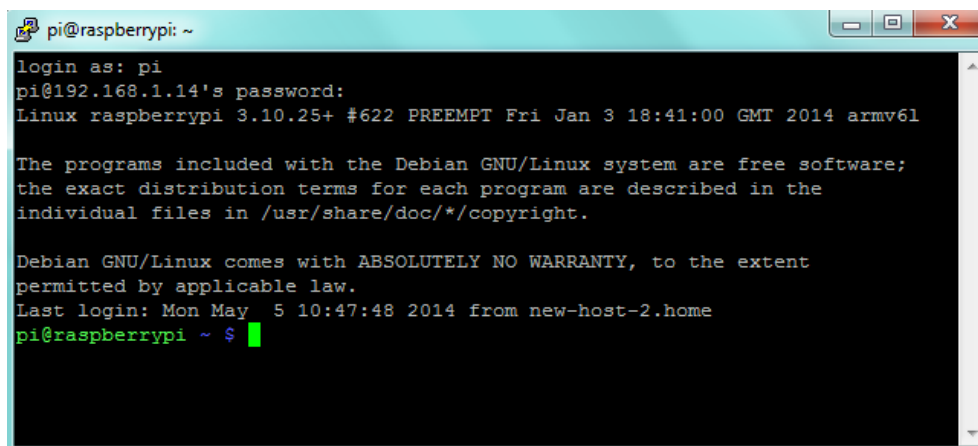 pi@raspberrypi: ~
login as: pi
pi@192.168.1.14's password:
Linux raspberrypi 3.10.25+ #622 PREEMPT Fri Jan 3 18:41:00 GMT 2014 armv6l
The programs included with the Debian GNU/Linux system are free software;
the exact distribution terms for each program are described in the
individual files in /usr/share/doc/*/copyright.
Debian GNU/Linux comes with ABSOLUTELY NO WARRANTY, to the extent
permitted by applicable law.
Last login: Mon May  5 10:47:48 2014 from new-host-2.home
pi@raspberrypi ~ $